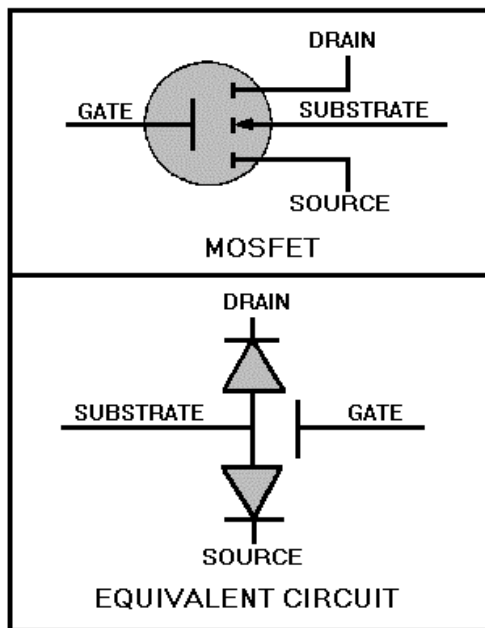 DRAIN
GATE
SUBSTRATE
SOURCE
MOSFET
DRAIN
SUBSTRATE
GATE
SOURCE
EQUIVALENT CIRCUIT